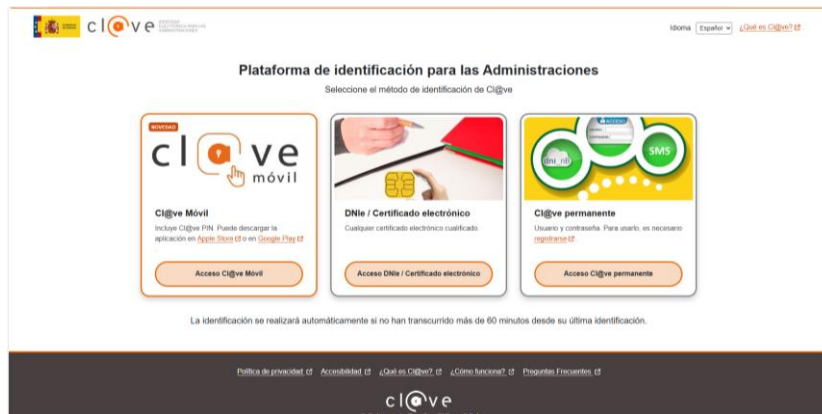 cl@ve
Idioma Español ¿Qué es Cl@ve?
Plataforma de identificación para las Administraciones
Seleccione el método de identificación de Cl@ve
NOVEDAD
cl@ve
móvil
Cl@ve Móvil
Incluye Cl@ve PIN. Puede descargar la
aplicación en Apple Store o en Google Play
.
Acceso Cl@ve Móvil
DNIe / Certificado electrónico
Cualquier certificado electrónico cualificado.
Acceso DNIe / Certificado electrónico
ACCESO
SMS
Cl@ve permanente
Usuario y contraseña. Para usarlo, es necesario
registrarse
Acceso Cl@ve permanente
La identificación se realizará automáticamente si no han transcurrido más de 60 minutos desde su última identificación.
Política de privacidad Accesibilidad ¿Qué es Cl@ve? ¿Cómo funciona? Preguntas Frecuentes
cl@ve